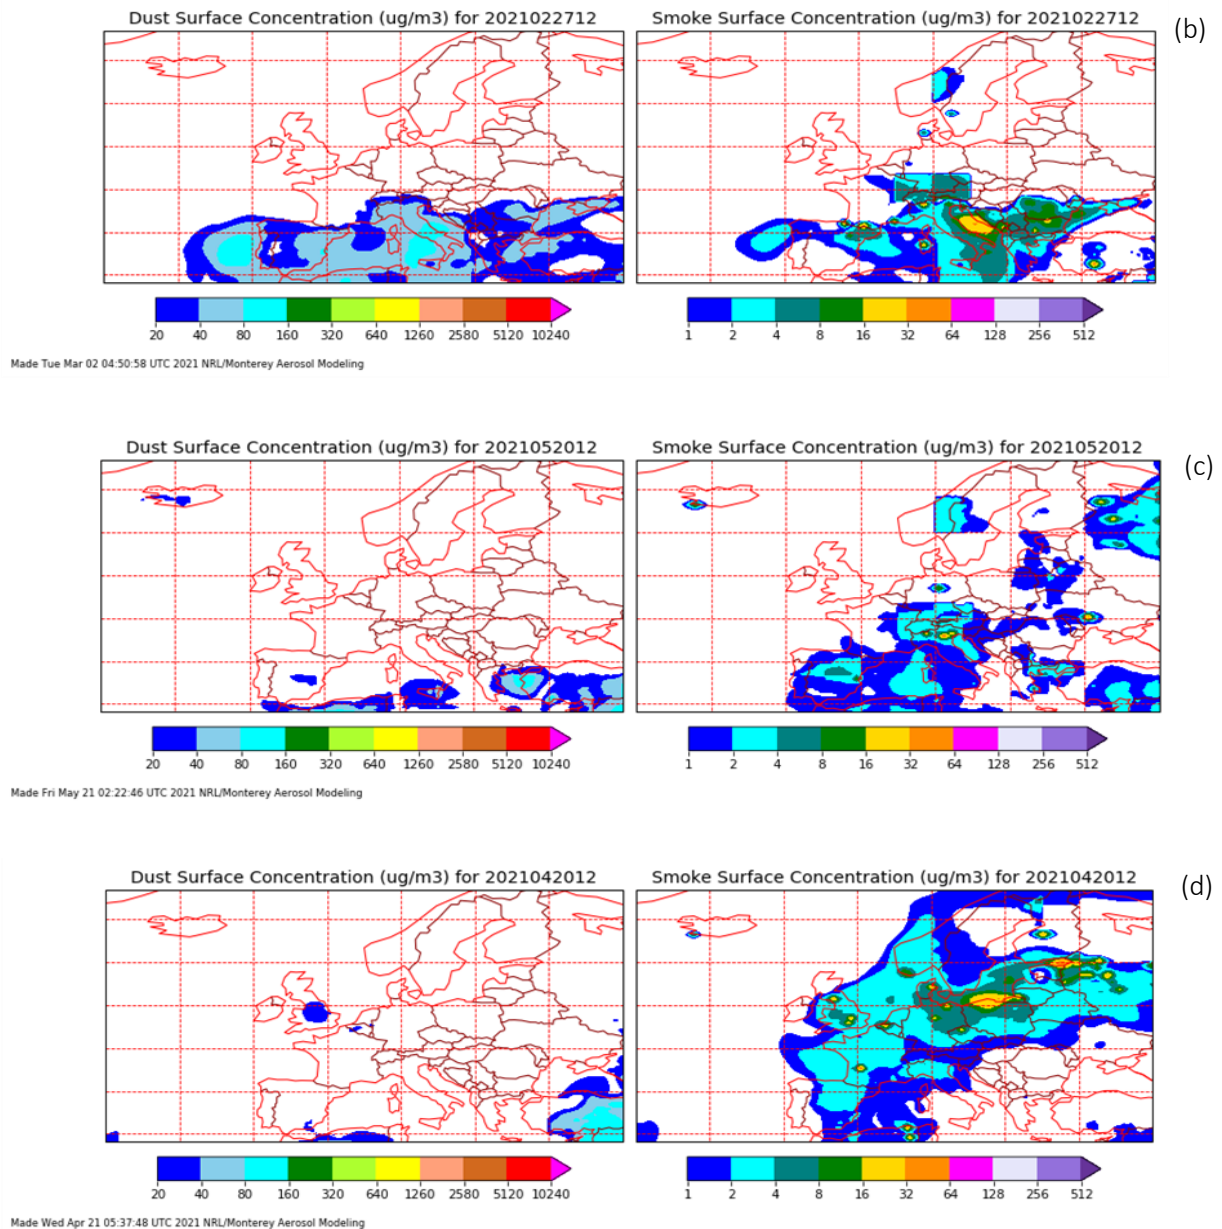 Dust Surface Concentration (ug/m3) for 2021022712
Smoke Surface Concentration (ug/m3) for 2021022712
(b)
20 40 80 160 320 640 1260 2580 5120 10240
1 2 4 8 16 32 64 128 256 512
Made Tue Mar 02 04:50:58 UTC 2021 NRL/Monterey Aerosol Modeling
Dust Surface Concentration (ug/m3) for 2021052012
Smoke Surface Concentration (ug/m3) for 2021052012
(c)
20 40 80 160 320 640 1260 2580 5120 10240
1 2 4 8 16 32 64 128 256 512
Made Fri May 21 02:22:46 UTC 2021 NRL/Monterey Aerosol Modeling
Dust Surface Concentration (ug/m3) for 2021042012
Smoke Surface Concentration (ug/m3) for 2021042012
(d)
20 40 80 160 320 640 1260 2580 5120 10240
1 2 4 8 16 32 64 128 256 512
Made Wed Apr 21 05:37:48 UTC 2021 NRL/Monterey Aerosol Modeling